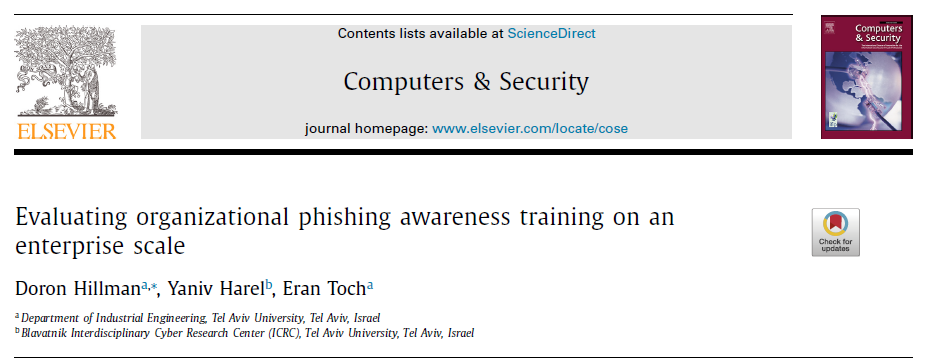 Contents lists available at ScienceDirect
Computers & Security
journal homepage: www.elsevier.com/locate/cose
ELSEVIER
Computers
& Security
Evaluating organizational phishing awareness training on an
enterprise scale
Check for
updates
Doron Hillman a,*, Yaniv Harel b, Eran Toch a
a Department of Industrial Engineering, Tel Aviv University, Tel Aviv, Israel
b Blavatnik Interdisciplinary Cyber Research Center (ICRC), Tel Aviv University, Tel Aviv, Israel